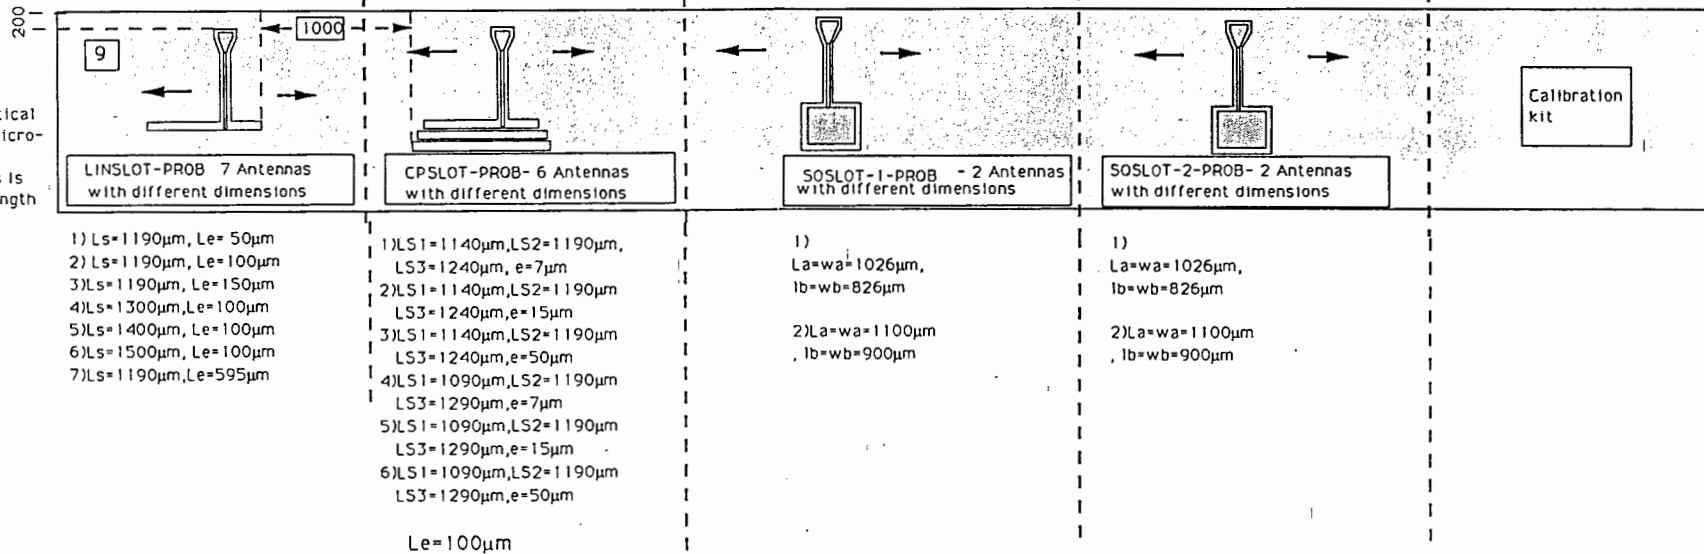 200
9
1000
tical
icro-
s is
ngth
LINSLOT-PROB 7 Antennas
with different dimensions
CPSLOT-PROB- 6 Antennas
with different dimensions
SOSLOT-1-PROB - 2 Antennas
with different dimensions
SOSLOT-2-PROB- 2 Antennas
with different dimensions
Calibration
kit
1) Ls=1190µm, Le= 50µm
2) Ls=1190µm, Le=100µm
3)Ls=1190µm, Le=150µm
4)Ls=1300µm,Le=100µm
5)Ls=1400µm, Le=100µm
6)Ls=1500µm, Le=100µm
7)Ls=1190µm,Le=595µm
1)LS1=1140µm,LS2=1190µm,
LS3=1240µm, e=7µm
2)LS1=1140µm,LS2=1190µm
LS3=1240µm,e=15µm
3)LS1=1140µm,LS2=1190µm
LS3=1240µm,e=50µm
4)LS1=1090µm,LS2=1190µm
LS3=1290µm,e=7µm
5)LS1=1090µm,LS2=1190µm
LS3=1290µm,e=15µm
6)LS1=1090µm,LS2=1190µm
LS3=1290µm,e=50µm
Le=100µm
1)
La=wa=1026µm,
lb=wb=826µm
2)La=wa=1100µm
, lb=wb=900µm
1)
La=wa=1026µm,
lb=wb=826µm
2)La=wa=1100µm
, lb=wb=900µm